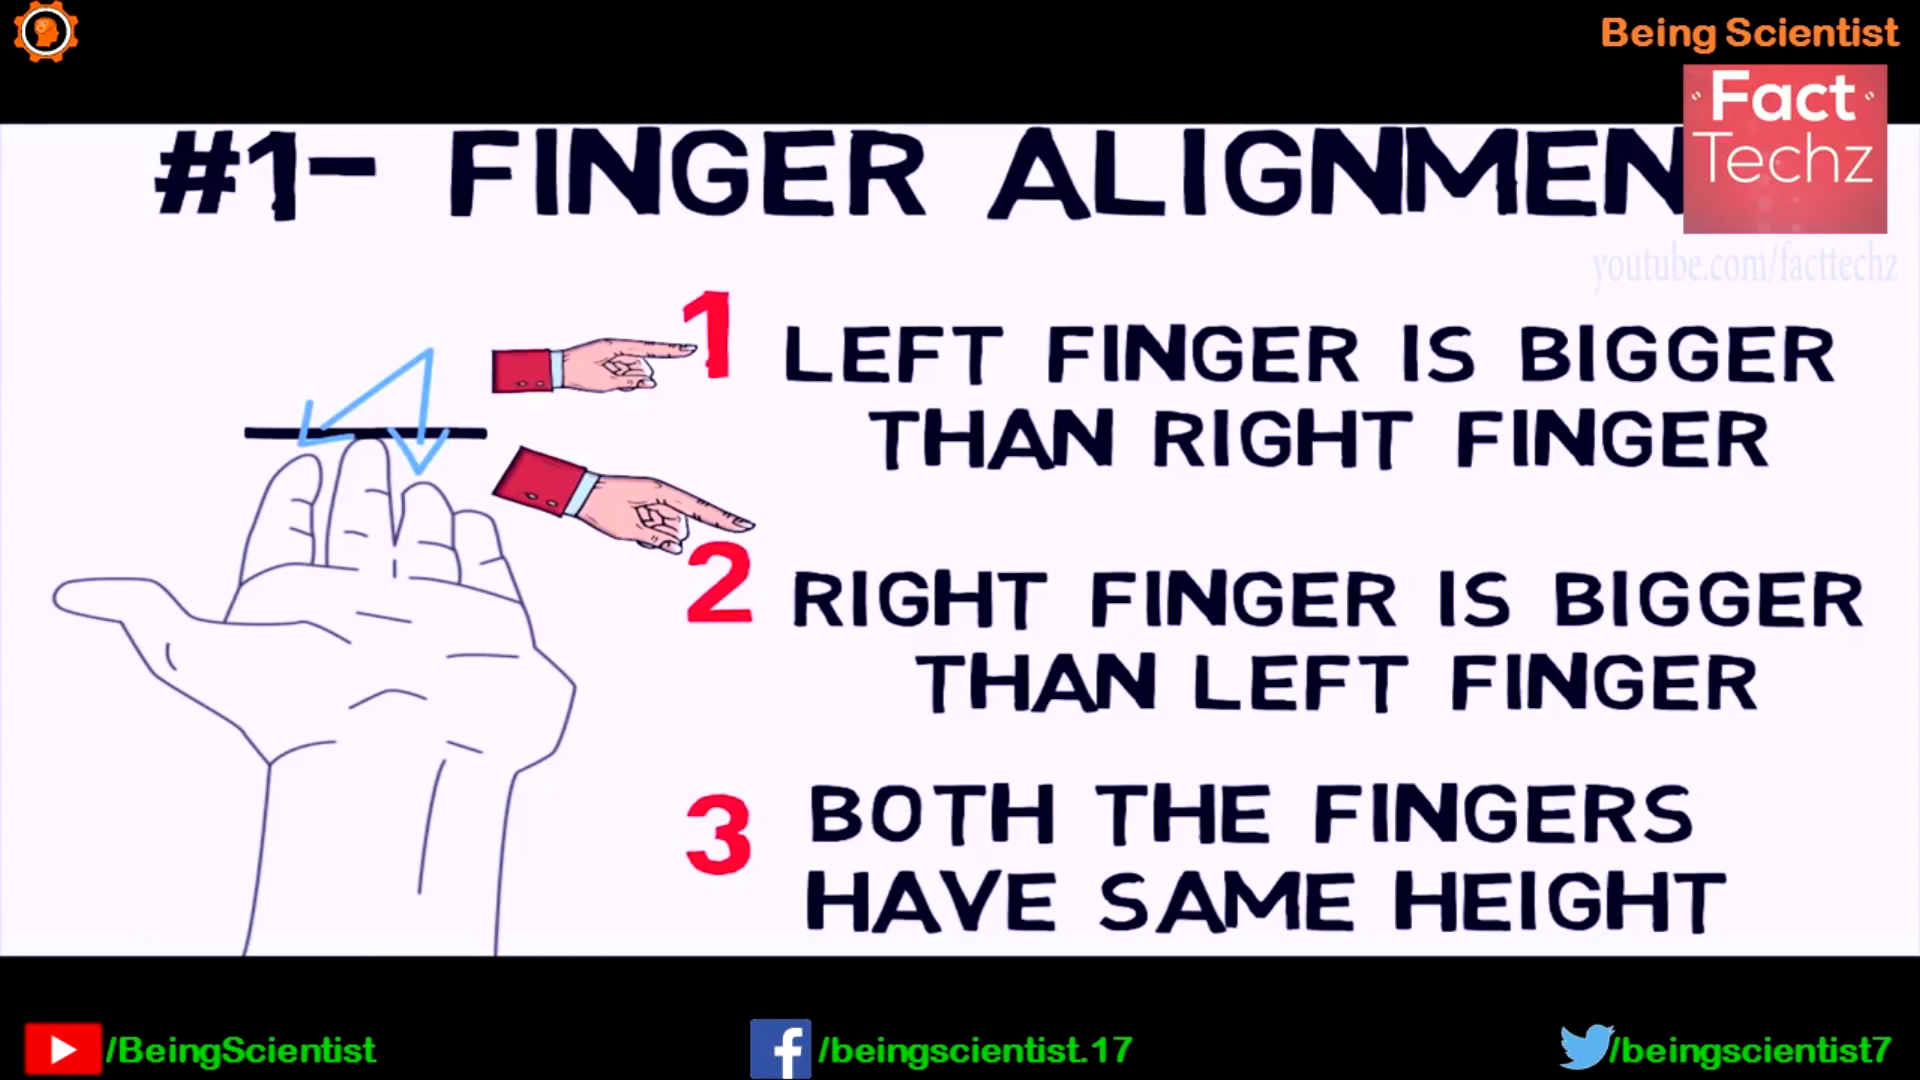 Being Scientist
Fact
Techz
#1- FINGER ALIGNMEN
youtube.com/facttechz
1 LEFT FINGER IS BIGGER
THAN RIGHT FINGER
2 RIGHT FINGER IS BIGGER
THAN LEFT FINGER
3 BOTH THE FINGERS
HAVE SAME HEIGHT
/BeingScientist
/beingscientist.17
/beingscientist7